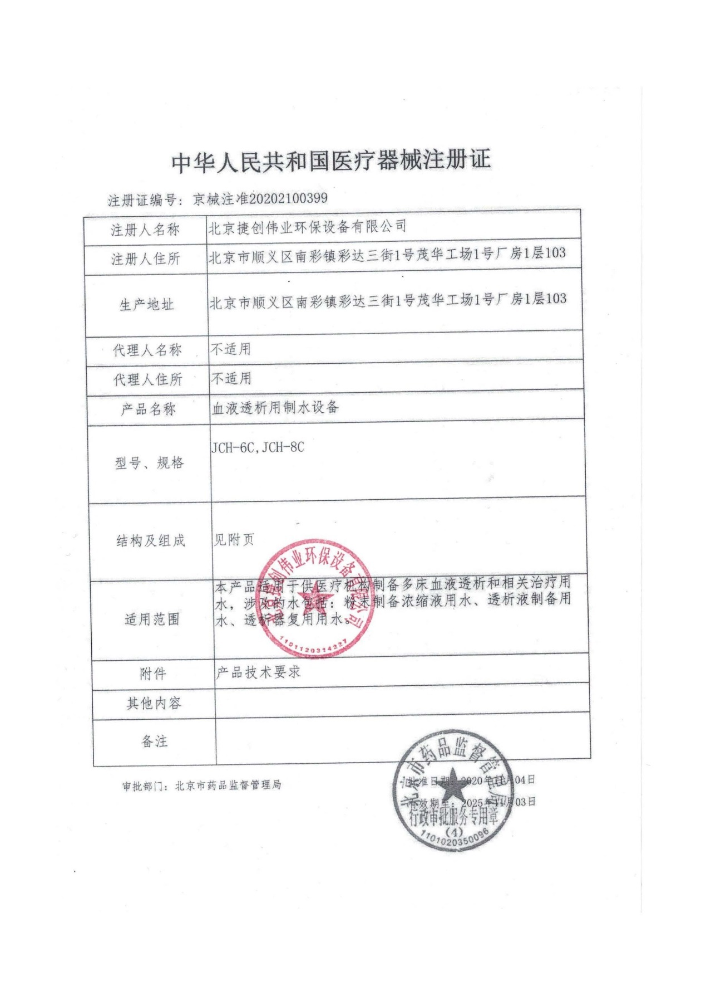 中华人民共和国医疗器械注册证
注册证编号：京械注准20202100399
注册人名称 北京捷创伟业环保设备有限公司
注册人住所 北京市顺义区南彩镇彩达三街1号茂华工场1号厂房1层103
生产地址 北京市顺义区南彩镇彩达三街1号茂华工场1号厂房1层103
代理人名称 不适用
代理人住所 不适用
产品名称 血液透析用制水设备
型号、规格 JCH-6C,JCH-8C
结构及组成 见附页
适用范围 本产品适用于供医疗机构制备多床血液透析和相关治疗用
水，涉及的水包括：粉末制备浓缩液用水、透析液制备用
水、透析器复用用水。
北京捷创伟业环保设备有限公司
1101120314227
附件 产品技术要求
其他内容
备注
审批部门：北京市药品监督管理局
批准日期：2020年11月04日
有效期至：2025年11月03日
北京市药品监督管理局
行政审批服务专用章
(4)
1101020350096